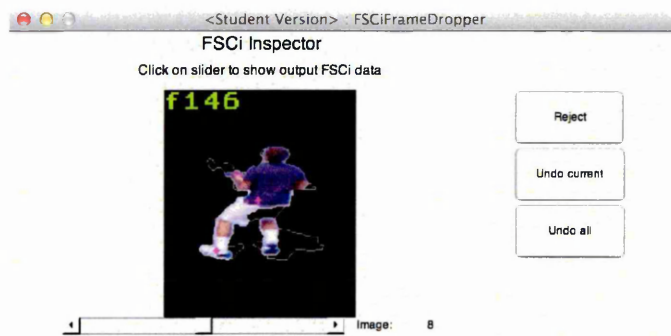 <Student Version> : FSCiFrameDropper
FSCi Inspector
Click on slider to show output FSCi data
f146
Reject
Undo current
Undo all
Image: 8